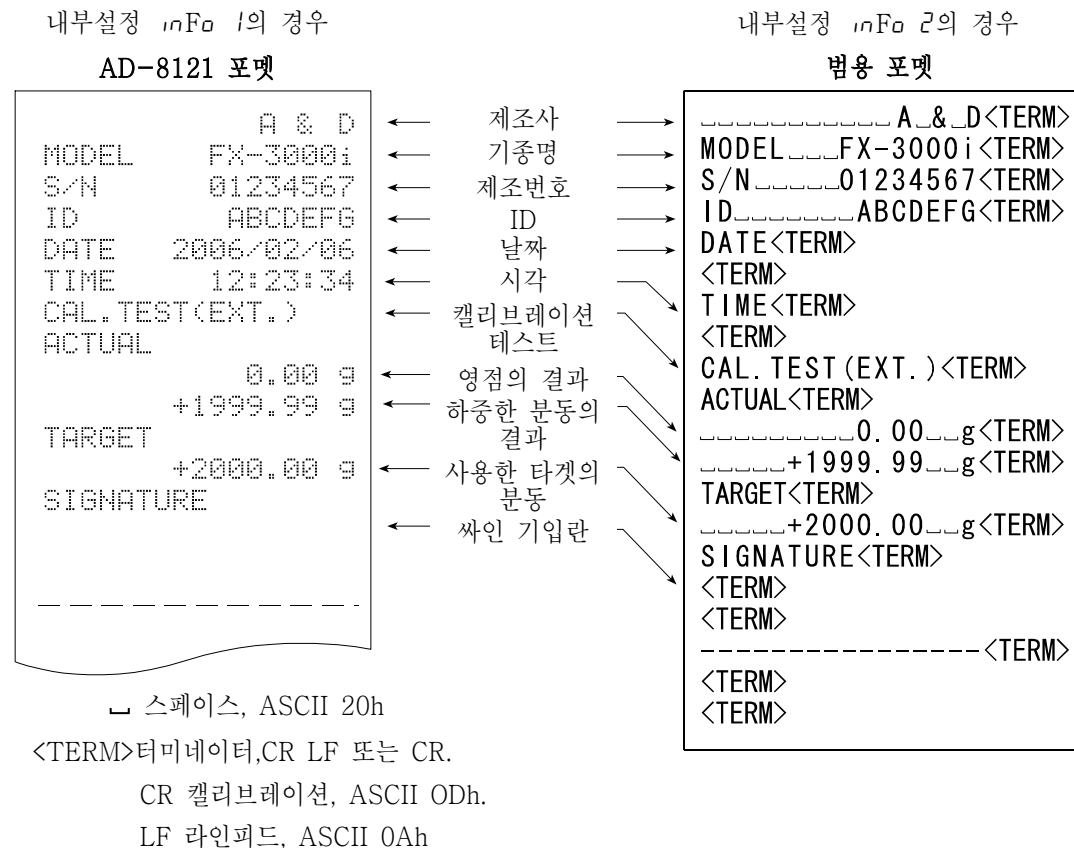 내부설정 inFo 1의 경우
AD-8121 포멧
A & D
MODEL FX-3000i
S/N 01234567
ID ABCDEFG
DATE 2006/02/06
TIME 12:23:34
CAL.TEST(EXT.)
ACTUAL
0.00 g
+1999.99 g
TARGET
+2000.00 g
SIGNATURE
제조사
기종명
제조번호
ID
날짜
시각
캘리브레이션
테스트
영점의 결과
하중한 분동의
결과
사용한 타겟의
분동
싸인 기입란
내부설정 inFo 2의 경우
범용 포멧
␣␣␣␣␣␣␣␣␣␣␣A␣&␣D<TERM>
MODEL␣␣␣FX-3000i<TERM>
S/N␣␣␣␣␣01234567<TERM>
ID␣␣␣␣␣␣␣ABCDEFG<TERM>
DATE<TERM>
<TERM>
TIME<TERM>
<TERM>
CAL.TEST(EXT.)<TERM>
ACTUAL<TERM>
␣␣␣␣␣␣␣␣␣0.00␣␣g<TERM>
␣␣␣␣␣+1999.99␣␣g<TERM>
TARGET<TERM>
␣␣␣␣␣+2000.00␣␣g<TERM>
SIGNATURE<TERM>
<TERM>
<TERM>
----------------<TERM>
<TERM>
<TERM>
␣ 스페이스, ASCII 20h
<TERM>터미네이터,CR LF 또는 CR.
CR 캘리브레이션, ASCII ODh.
LF 라인피드, ASCII 0Ah